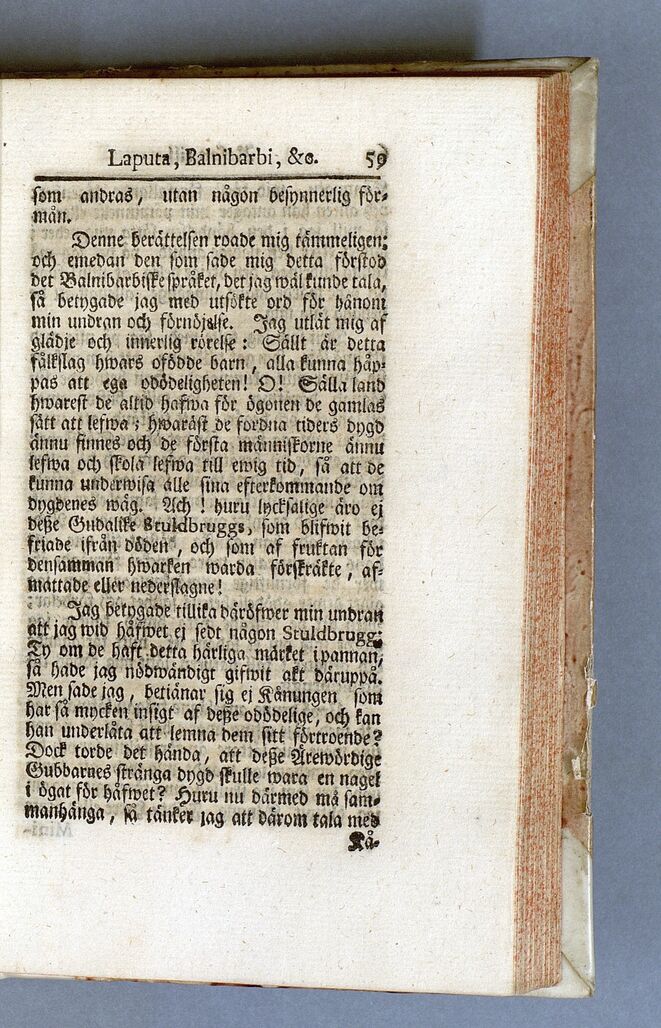 Laputa, Balnibarbi, &c. 59
som andras, utan någon besynnerlig för-
mån.
Denne berättelsen roade mig tämmeligen;
och emedan den som sade mig detta förstod
det Balnibarbiske språket, det jag wäl kunde tala,
så betygade jag med utsökte ord för hånom
min undran och förnöjelse. Jag utlät mig af
glädje och innerlig rörelse: Sällt är detta
fålkslag hwars ofödde barn, alla kunna håp-
pas att ega odödeligheten! O! Sälla land
hwarest de altid hafwa för ögonen de gamlas
sätt att lefwa; hwaräst de fordna tiders dygd
ännu finnes och de första människorne ännu
lefwa och skola lefwa till ewig tid, så att de
kunna underwisa alle sina efterkommande om
dygdenes wäg. Ach! huru lycksalige äro ej
deße Gudalike Stuldbruggs, som blifwit be-
friade ifrån döden, och som af fruktan för
densamman hwarken warda förskräkte, af-
mattade eller nederslagne!
Jag betygade tillika däröfwer min undran
att jag wid håfwet ej sedt någon Stuldbrugg;
Ty om de haft detta härliga märket i pannan,
så hade jag nödwändigt gifwit akt däruppå.
Men sade jag, betiänar sig ej Kånungen som
har så mycken insigt af deße odödelige, och kan
han underlåta att lemna dem sitt förtroende?
Dock torde det hända, att deße Ärewördige
Gubbarnes stränga dygd skulle wara en nagel
i ögat för håfwet? Huru nu därmed må sam-
manhänga, så tänker jag att därom tala med
Kå-